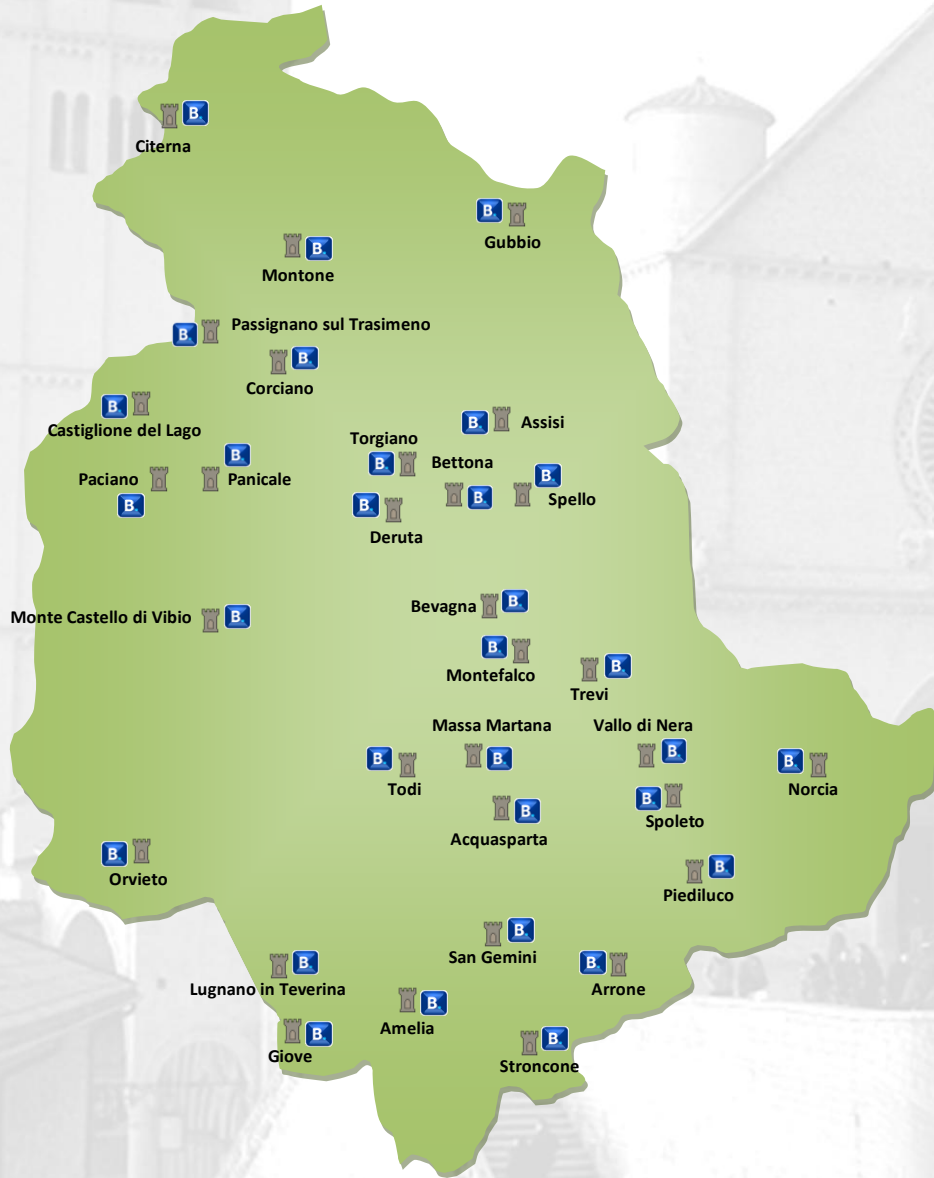 B.
Citerna
B.
Gubbio
B.
Montone
B.
Passignano sul Trasimeno
B.
Corciano
B.
Castiglione del Lago
B.
Assisi
Torgiano
B.
Bettona
B.
B.
Panicale
Paciano
B.
B.
Spello
B.
Deruta
Monte Castello di Vibio
B.
Bevagna
B.
B.
Montefalco
B.
Trevi
Massa Martana
B.
Vallo di Nera
B.
B.
Todi
B.
Norcia
B.
Spoleto
B.
Acquasparta
B.
Orvieto
B.
Piediluco
B.
San Gemini
B.
Lugnano in Teverina
B.
Arrone
B.
Amelia
B.
Giove
B.
Stroncone